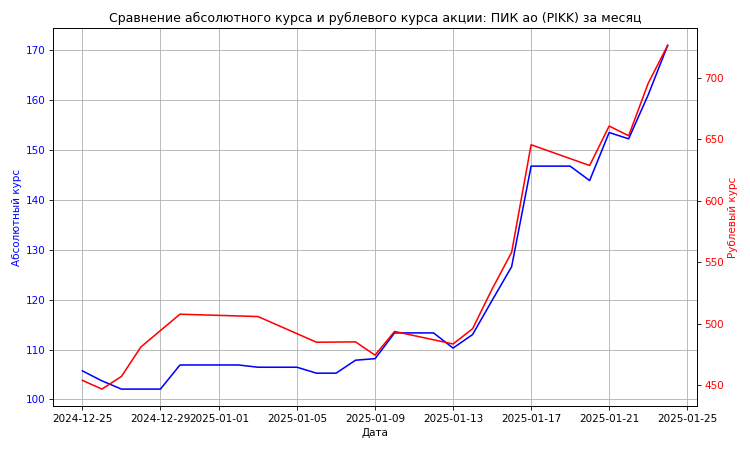 Сравнение абсолютного курса и рублевого курса акции: ПИК ао (PIKK) за месяц
Абсолютный курс
170
160
150
140
130
120
110
100
700
650
600
550
500
450
Рублевый курс
2024-12-25 2024-12-29 2025-01-01 2025-01-05 2025-01-09 2025-01-13 2025-01-17 2025-01-21 2025-01-25
Дата